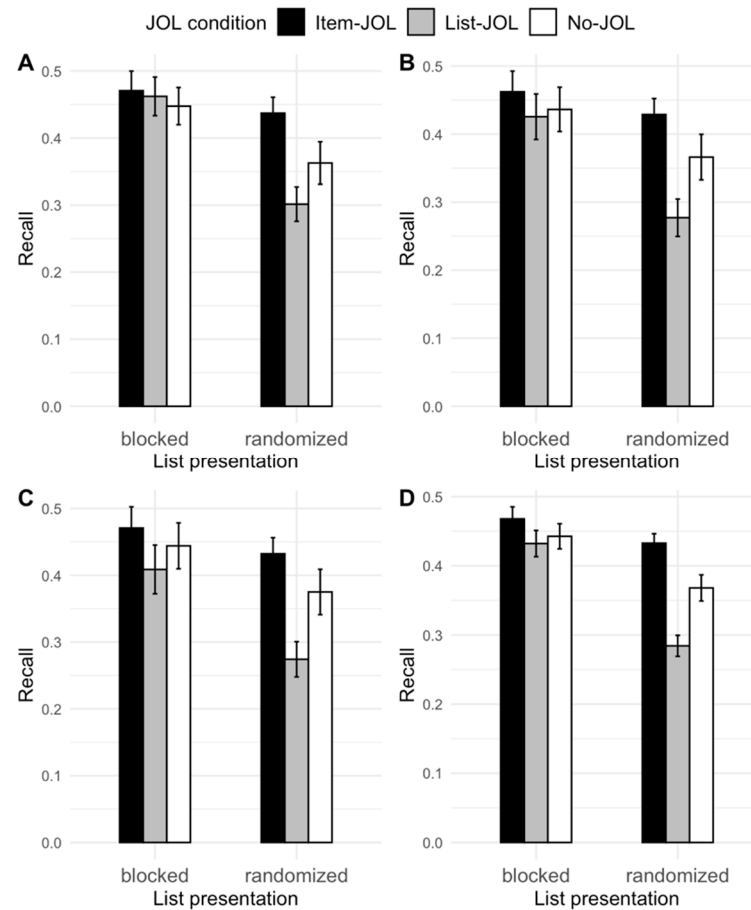 JOL condition Item-JOL List-JOL No-JOL
A
0.5
0.4
0.3
0.2
0.1
0.0
Recall
blocked randomized
List presentation
B
0.5
0.4
0.3
0.2
0.1
0.0
Recall
blocked randomized
List presentation
C
0.5
0.4
0.3
0.2
0.1
0.0
Recall
blocked randomized
List presentation
D
0.5
0.4
0.3
0.2
0.1
0.0
Recall
blocked randomized
List presentation